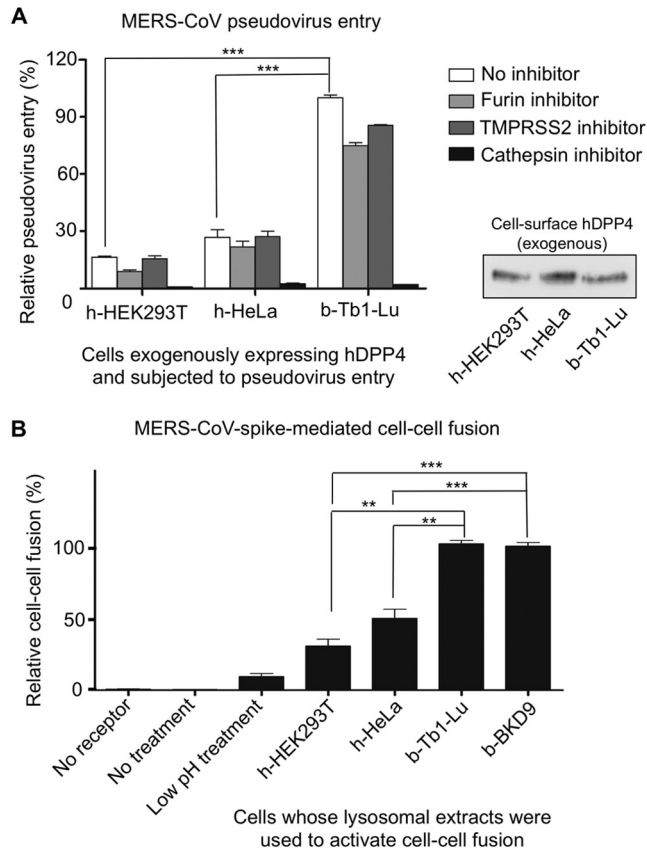 A
MERS-CoV pseudovirus entry
Relative pseudovirus entry (%)
120
90
60
30
0
***
***
h-HEK293T
h-HeLa
b-Tb1-Lu
Cells exogenously expressing hDPP4
and subjected to pseudovirus entry
No inhibitor
Furin inhibitor
TMPRSS2 inhibitor
Cathepsin inhibitor
Cell-surface hDPP4
(exogenous)
h-HEK293T
h-HeLa
b-Tb1-Lu
B
MERS-CoV-spike-mediated cell-cell fusion
Relative cell-cell fusion (%)
100
50
0
***
***
**
**
No receptor
No treatment
Low pH treatment
h-HEK293T
h-HeLa
b-Tb1-Lu
b-BKD9
Cells whose lysosomal extracts were
used to activate cell-cell fusion